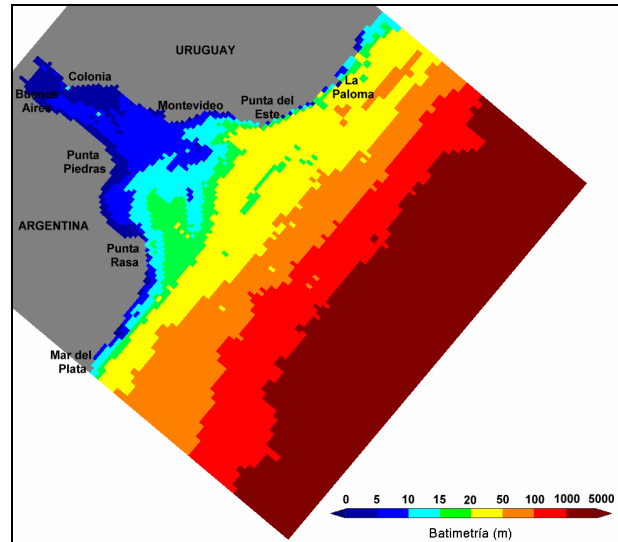 URUGUAY
Colonia
La
Paloma
Buenos
Aires
Montevideo
Punta del
Este
Punta
Piedras
ARGENTINA
Punta
Rasa
Mar del
Plata
0 5 10 15 20 50 100 1000 5000
Batimetría (m)